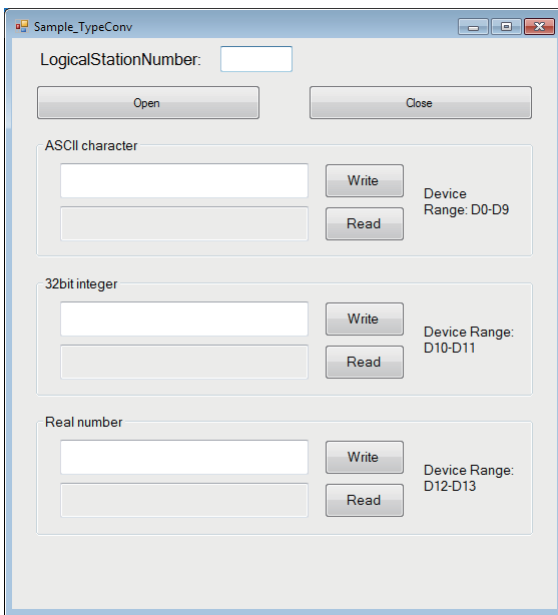 Sample_TypeConv
LogicalStationNumber:
Open
Close
ASCII character
Write
Read
Device
Range: D0-D9
32bit integer
Write
Read
Device Range:
D10-D11
Real number
Write
Read
Device Range:
D12-D13